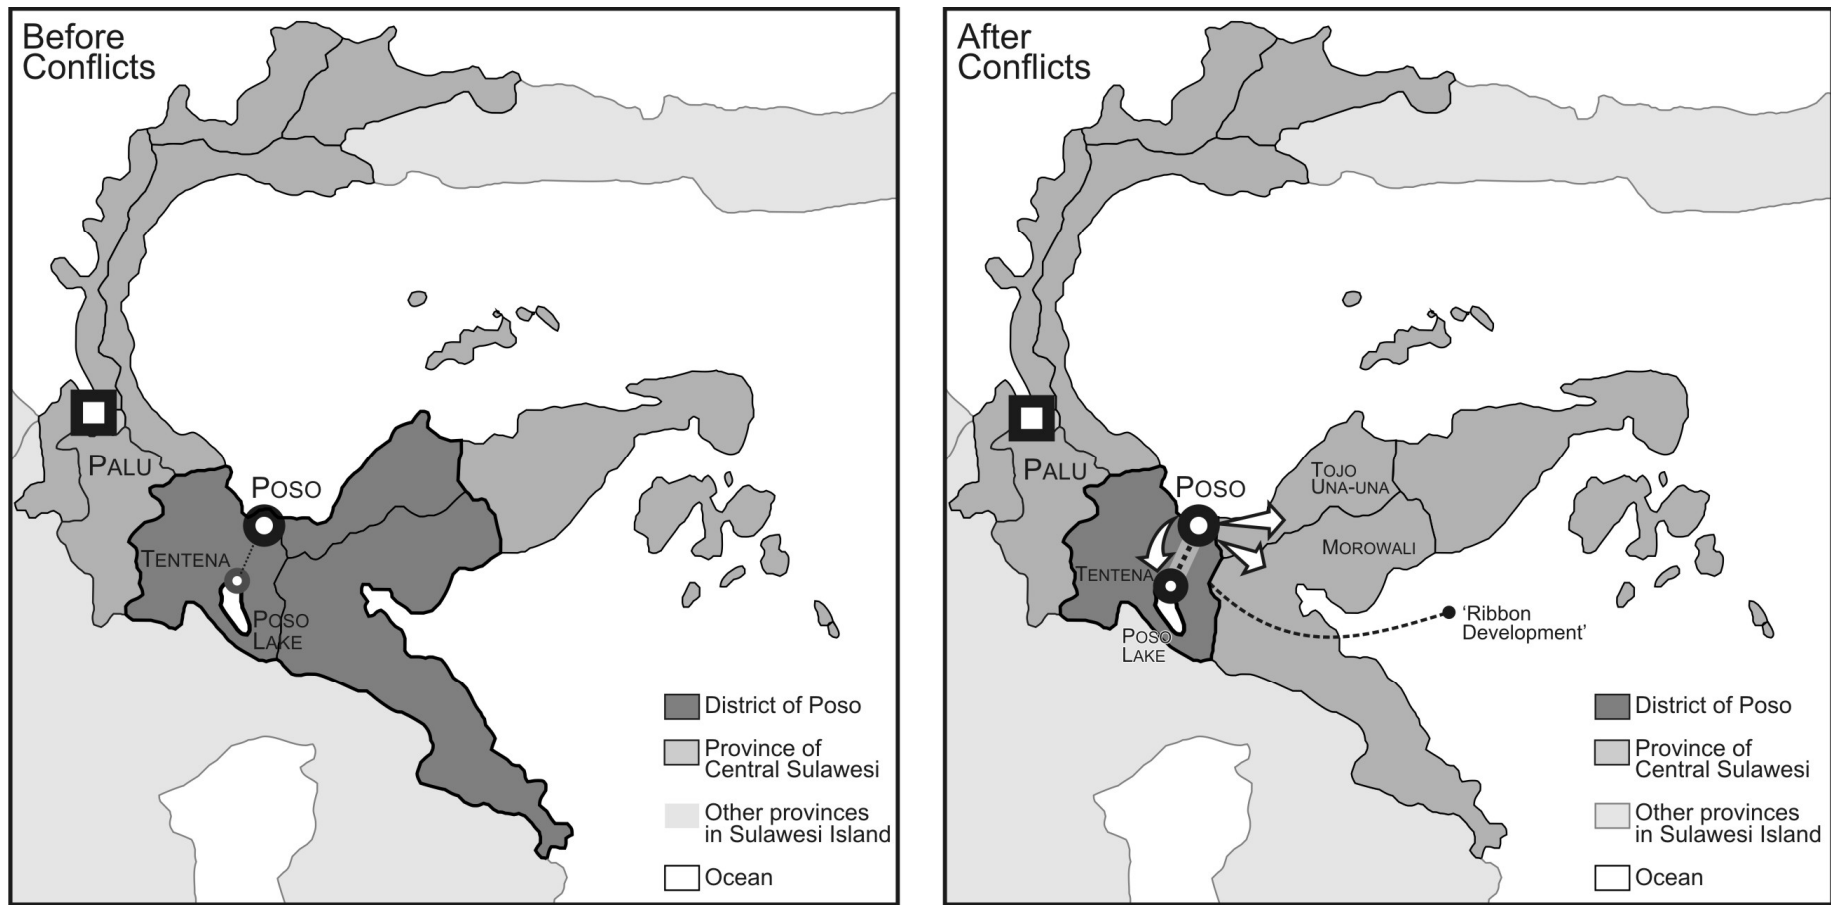 Before
Conflicts
PALU
POSO
TENTENA
POSO
LAKE
District of Poso
Province of
Central Sulawesi
Other provinces
in Sulawesi Island
Ocean
After
Conflicts
PALU
POSO
TOJO
UNA-UNA
MOROWALI
TENTENA
'Ribbon
Development'
POSO
LAKE
District of Poso
Province of
Central Sulawesi
Other provinces
in Sulawesi Island
Ocean